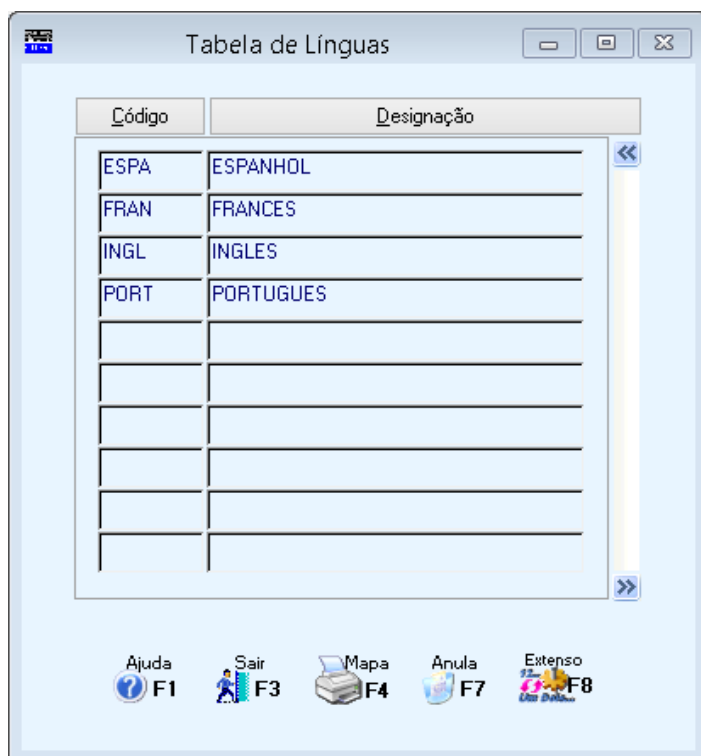 Tabela de Línguas
Código Designação
ESPA ESPANHOL
FRAN FRANCES
INGL INGLES
PORT PORTUGUES
Ajuda Sair Mapa Anula Extenso
F1 F3 F4 F7 F8